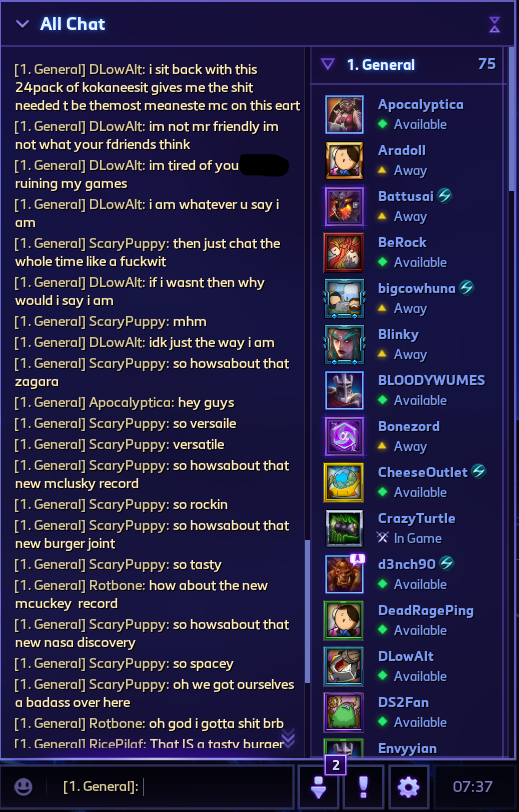 All Chat
[1. General] DLowAlt: i sit back with this
24pack of kokaneesit gives me the shit
needed t be themost meaneste mc on this eart
[1. General] DLowAlt: im not mr friendly im
not what your fdriends think
[1. General] DLowAlt: im tired of you
ruining my games
[1. General] DLowAlt: i am whatever u say i
am
[1. General] ScaryPuppy: then just chat the
whole time like a fuckwit
[1. General] DLowAlt: if i wasnt then why
would i say i am
[1. General] ScaryPuppy: mhm
[1. General] DLowAlt: idk just the way i am
[1. General] ScaryPuppy: so howsabout that
zagara
[1. General] Apocalyptica: hey guys
[1. General] ScaryPuppy: so versaile
[1. General] ScaryPuppy: versatile
[1. General] ScaryPuppy: so howsabout that
new mclusky record
[1. General] ScaryPuppy: so rockin
[1. General] ScaryPuppy: so howsabout that
new burger joint
[1. General] ScaryPuppy: so tasty
[1. General] Rotbone: how about the new
mcuckey  record
[1. General] ScaryPuppy: so howsabout that
new nasa discovery
[1. General] ScaryPuppy: so spacey
[1. General] ScaryPuppy: oh we got ourselves
a badass over here
[1. General] Rotbone: oh god i gotta shit brb
[1. General] RicePilaf: That IS a tasty burger
[1. General]:
1. General 75
Apocalyptica
Available
Aradoll
Away
Battusai
Away
BeRock
Available
bigcowhuna
Away
Blinky
Away
BLOODYWUMES
Available
Bonezord
Away
CheeseOutlet
Available
CrazyTurtle
In Game
d3nch90
Available
DeadRagePing
Available
DLowAlt
Available
DS2Fan
Available
Envyyian
2
07:37